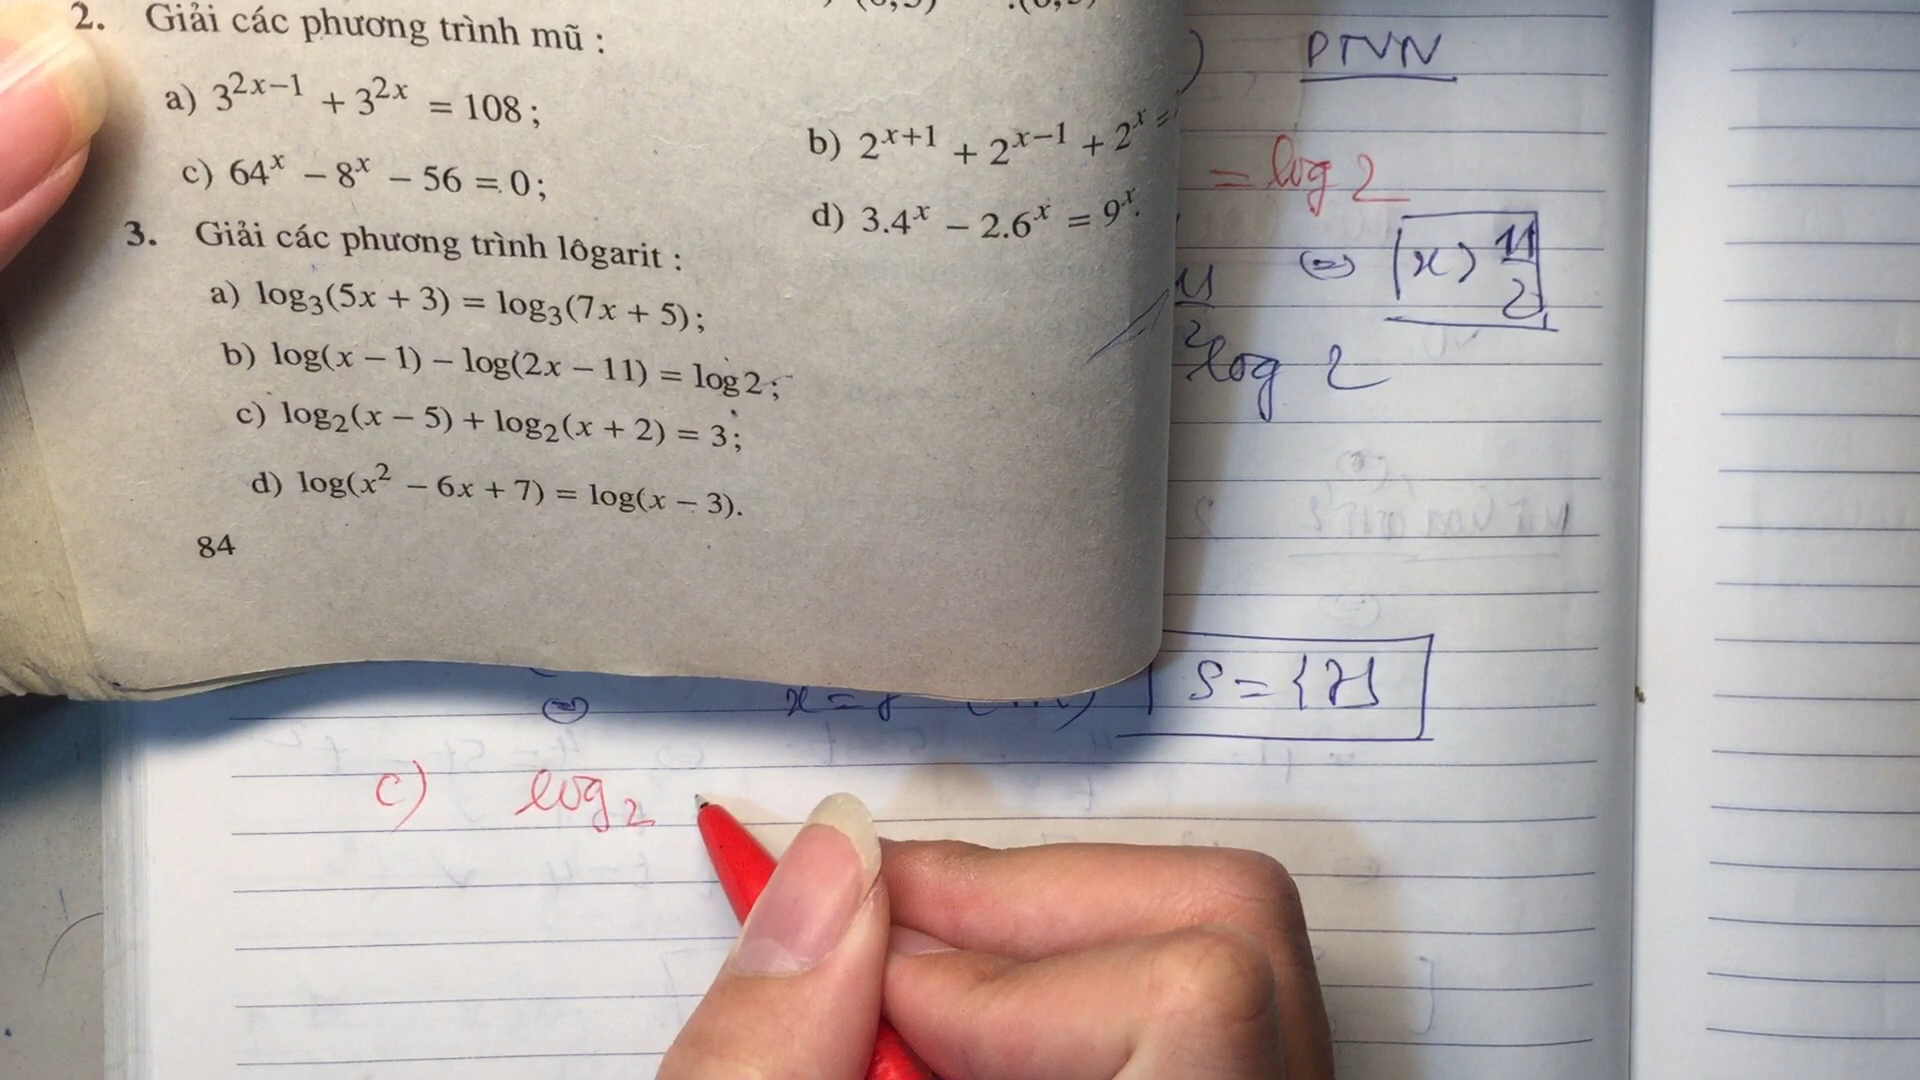 2. Giải các phương trình mũ :
a) 3^{2x-1} + 3^{2x} = 108 ;
b) 2^{x+1} + 2^{x-1} + 2^x =
c) 64^x - 8^x - 56 = 0 ;
d) 3.4^x - 2.6^x = 9^x.
3. Giải các phương trình lôgarit :
a) log₃(5x + 3) = log₃(7x + 5) ;
b) log(x - 1) - log(2x - 11) = log 2 ;
c) log₂(x - 5) + log₂(x + 2) = 3 ;
d) log(x² - 6x + 7) = log(x - 3).
84
PTVN
= log 2
11/2 ⇔ x > 11/2
log 2
S = {7}
c) log₂